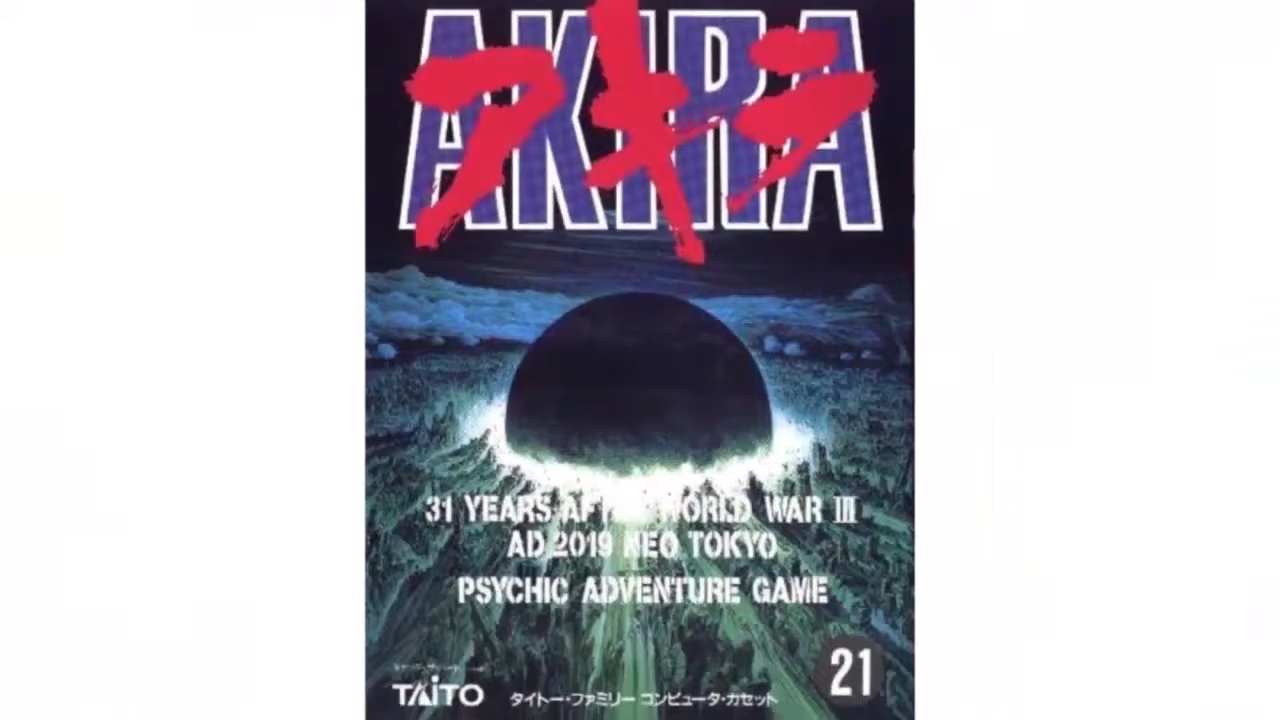 AKIRA
アキラ
31 YEARS AFTER WORLD WAR III
AD 2019 NEO TOKYO
PSYCHIC ADVENTURE GAME
21
TAITO
タイトー・ファミリー コンピュータ・カセット